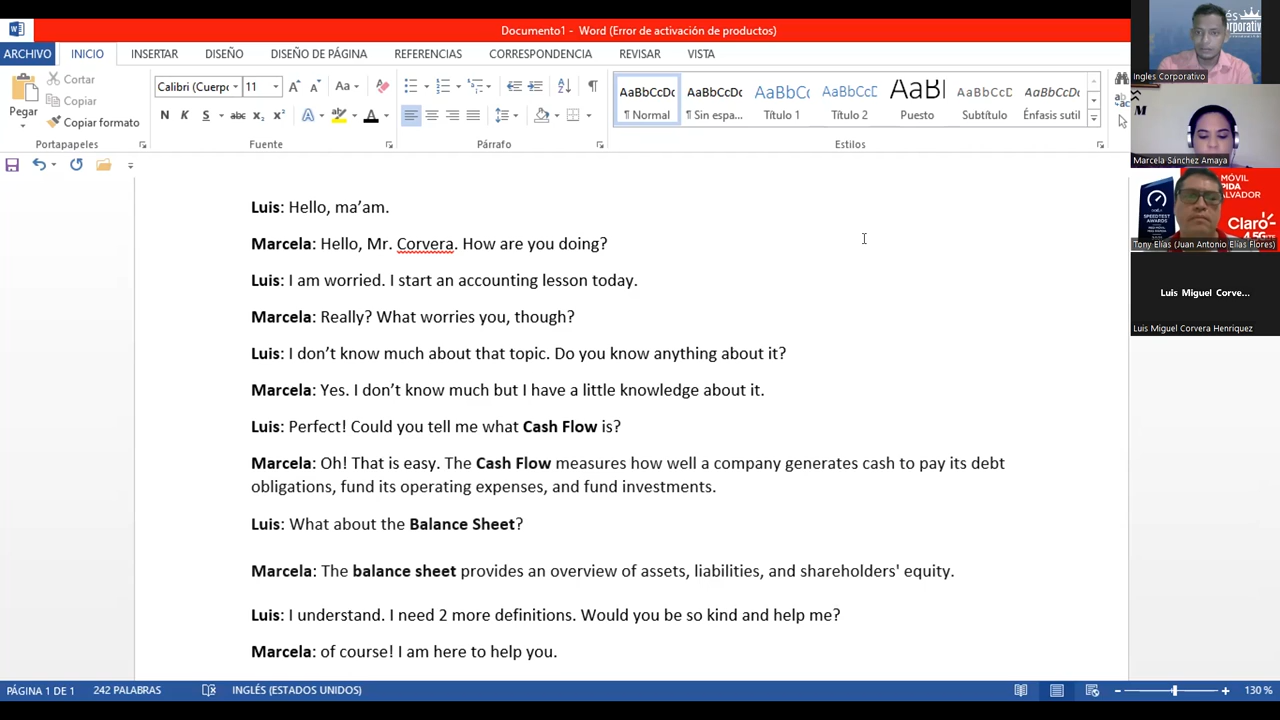 Documento1 - Word (Error de activación de productos)
ARCHIVO INICIO INSERTAR DISEÑO DISEÑO DE PÁGINA REFERENCIAS CORRESPONDENCIA REVISAR VISTA
Pegar
Cortar
Copiar
Copiar formato
Portapapeles
Calibri (Cuerpo 11
N K S abc x₂ x²
Fuente
Párrafo
AaBbCcDc AaBbCcDc AaBbCc AaBbCcD AaBl AaBbCcD AaBbCcDc
¶ Normal ¶ Sin espa... Título 1 Título 2 Puesto Subtítulo Énfasis sutil
Estilos
Luis: Hello, ma’am.
Marcela: Hello, Mr. Corvera. How are you doing?
Luis: I am worried. I start an accounting lesson today.
Marcela: Really? What worries you, though?
Luis: I don’t know much about that topic. Do you know anything about it?
Marcela: Yes. I don’t know much but I have a little knowledge about it.
Luis: Perfect! Could you tell me what Cash Flow is?
Marcela: Oh! That is easy. The Cash Flow measures how well a company generates cash to pay its debt
obligations, fund its operating expenses, and fund investments.
Luis: What about the Balance Sheet?
Marcela: The balance sheet provides an overview of assets, liabilities, and shareholders' equity.
Luis: I understand. I need 2 more definitions. Would you be so kind and help me?
Marcela: of course! I am here to help you.
PÁGINA 1 DE 1 242 PALABRAS INGLÉS (ESTADOS UNIDOS)
130 %
Ingles Corporativo
Marcela Sánchez Amaya
MÓVIL
SPEEDTEST
AWARDS
Claro
4.5G
Tony Elías (Juan Antonio Elías Flores)
Luis Miguel Corve...
Luis Miguel Corvera Henriquez